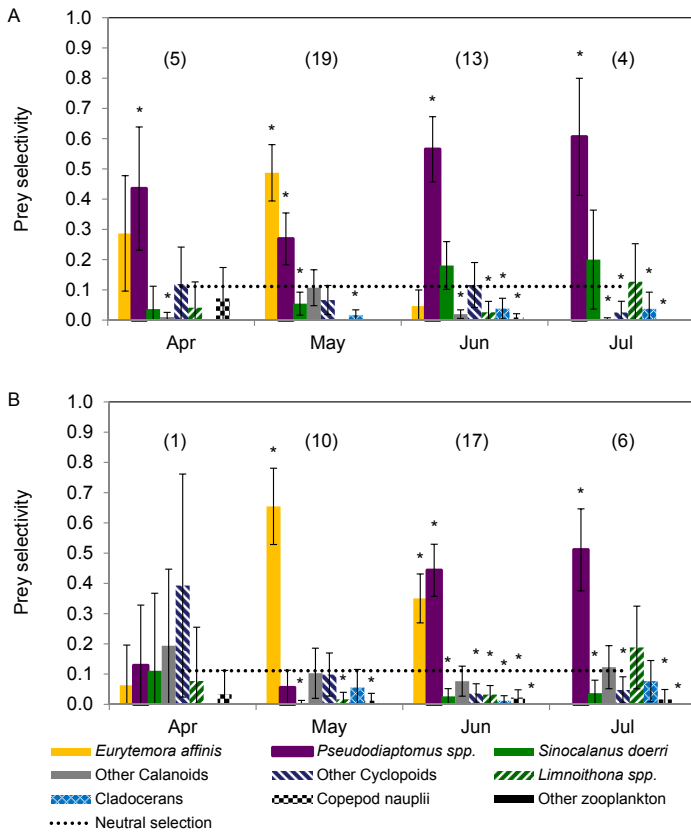 A
1.0
0.9
0.8
0.7
0.6
0.5
0.4
0.3
0.2
0.1
0.0
Prey selectivity
(5) (19) (13) (4)
* * * * * * * * * * * * * * * * *
Apr May Jun Jul
B
1.0
0.9
0.8
0.7
0.6
0.5
0.4
0.3
0.2
0.1
0.0
Prey selectivity
(1) (10) (17) (6)
* * * * * * * * * * * * * * * *
Apr May Jun Jul
Eurytemora affinis Pseudodiaptomus spp. Sinocalanus doerri
Other Calanoids Other Cyclopoids Limnoithona spp.
Cladocerans Copepod nauplii Other zooplankton
Neutral selection